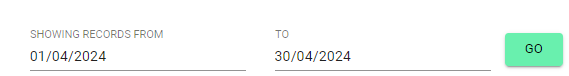 SHOWING RECORDS FROM TO
01/04/2024 30/04/2024 GO